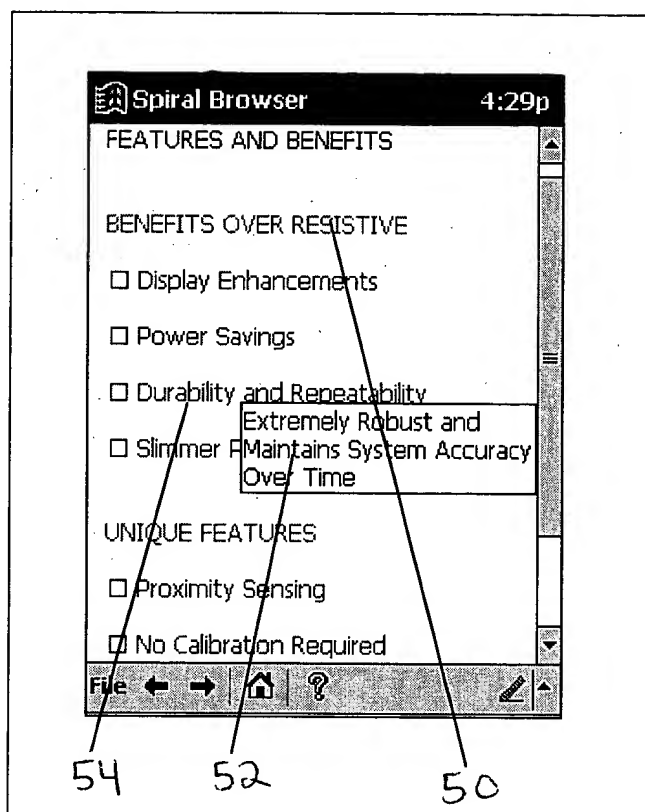 Spiral Browser 4:29p
FEATURES AND BENEFITS
BENEFITS OVER RESISTIVE
□ Display Enhancements
□ Power Savings
□ Durability and Repeatability
Extremely Robust and
□ Slimmer Maintains System Accuracy
Over Time
UNIQUE FEATURES
□ Proximity Sensing
□ No Calibration Required
File
54 52 50